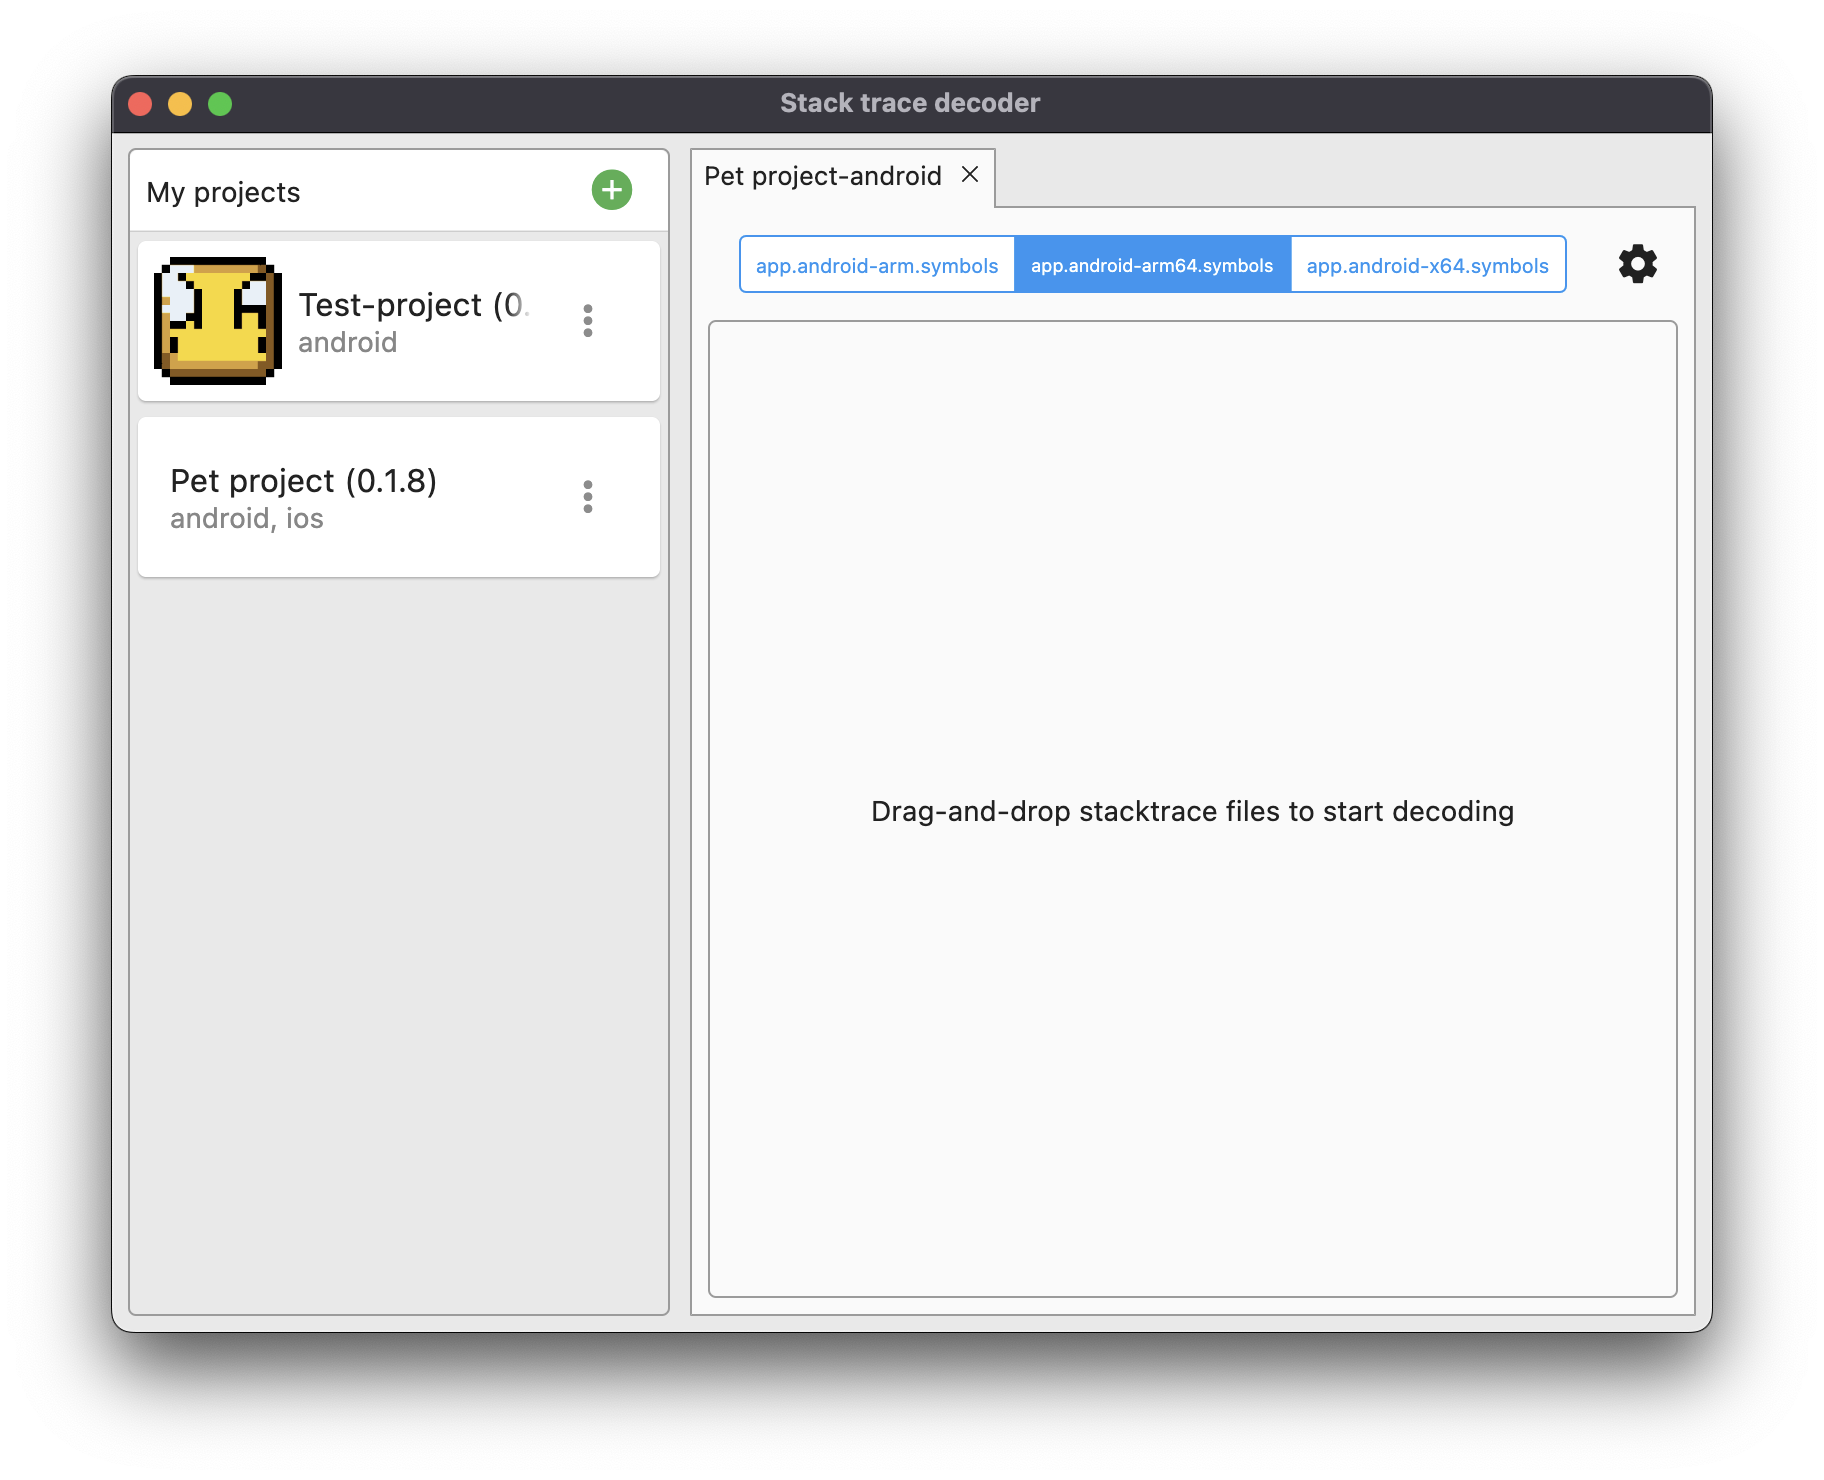 Stack trace decoder
My projects
Test-project (0.
android
Pet project (0.1.8)
android, ios
Pet project-android
app.android-arm.symbols
app.android-arm64.symbols
app.android-x64.symbols
Drag-and-drop stacktrace files to start decoding